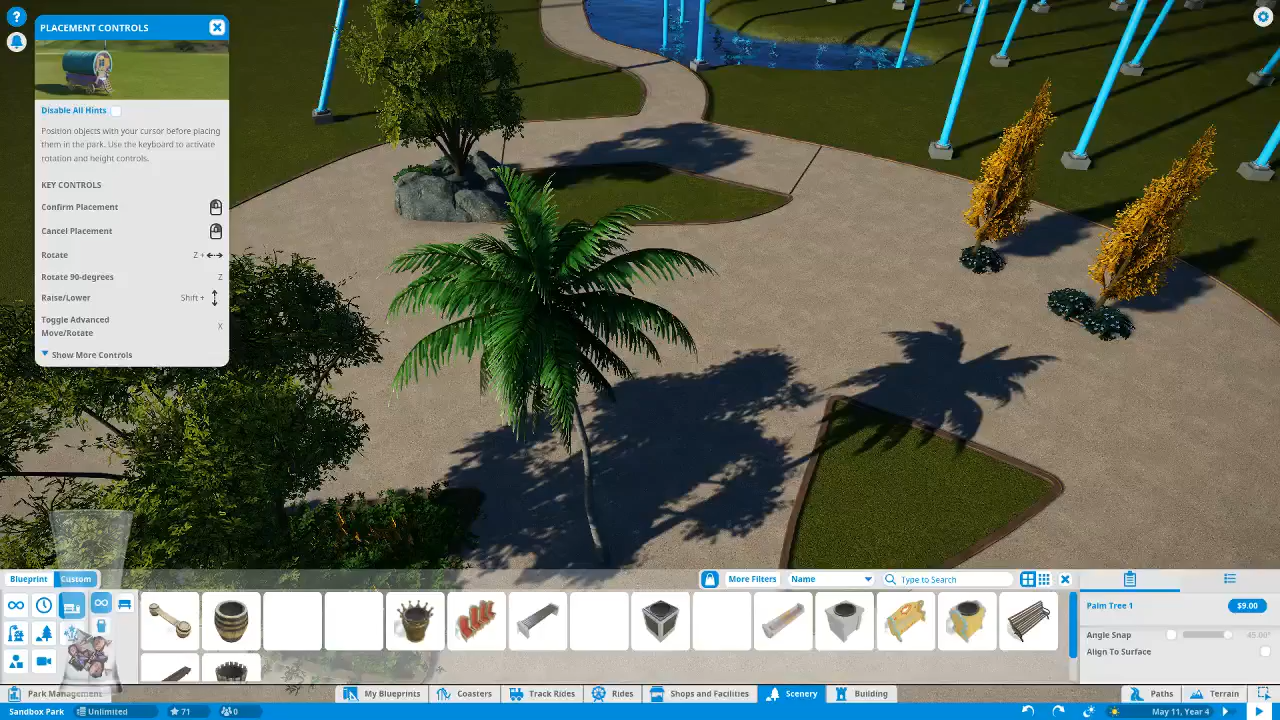 PLACEMENT CONTROLS
Disable All Hints
Position objects with your cursor before placing
them in the park. Use the keyboard to activate
rotation and height controls.
KEY CONTROLS
Confirm Placement
Cancel Placement
Rotate Z +
Rotate 90-degrees Z
Raise/Lower Shift +
Toggle Advanced
Move/Rotate X
Show More Controls
Blueprint Custom More Filters Name Type to Search
Palm Tree 1 $9.00
Angle Snap 45.00°
Align To Surface
Park Management My Blueprints Coasters Track Rides Rides Shops and Facilities Scenery Building Paths Terrain
Sandbox Park Unlimited 71 0 May 11, Year 4